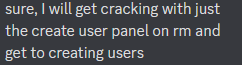 sure, I will get cracking with just
the create user panel on rm and
get to creating users